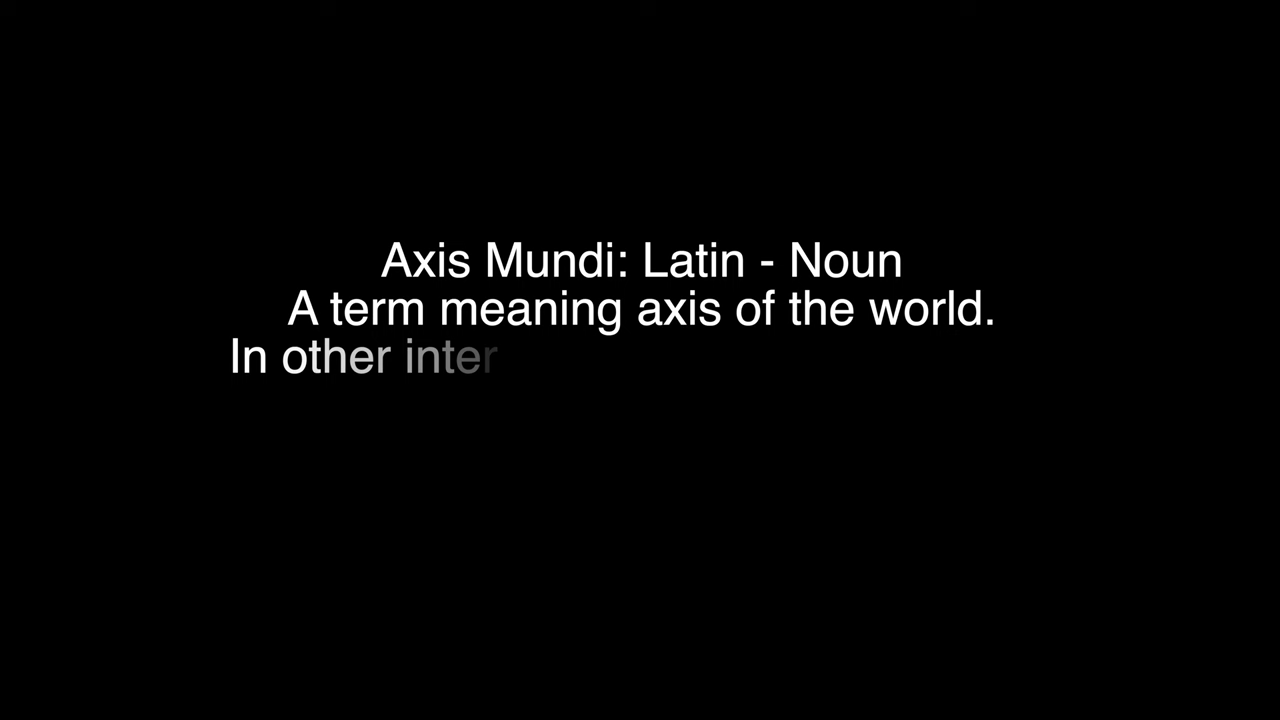 Axis Mundi: Latin - Noun
A term meaning axis of the world.
In other inter